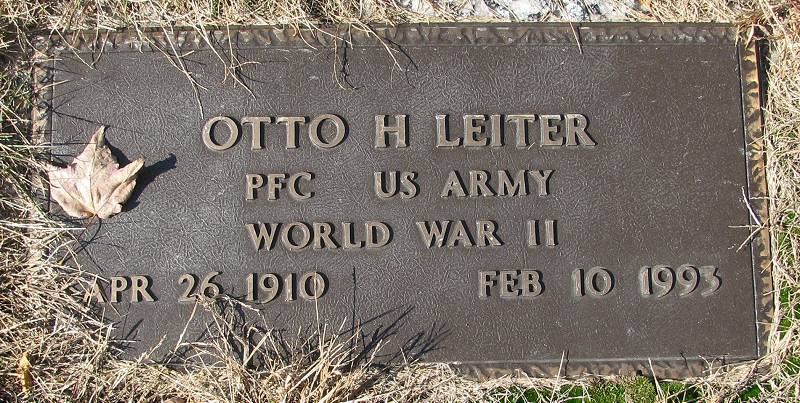 OTTO H LEITER
PFC US ARMY
WORLD WAR II
APR 26 1910 FEB 10 1993